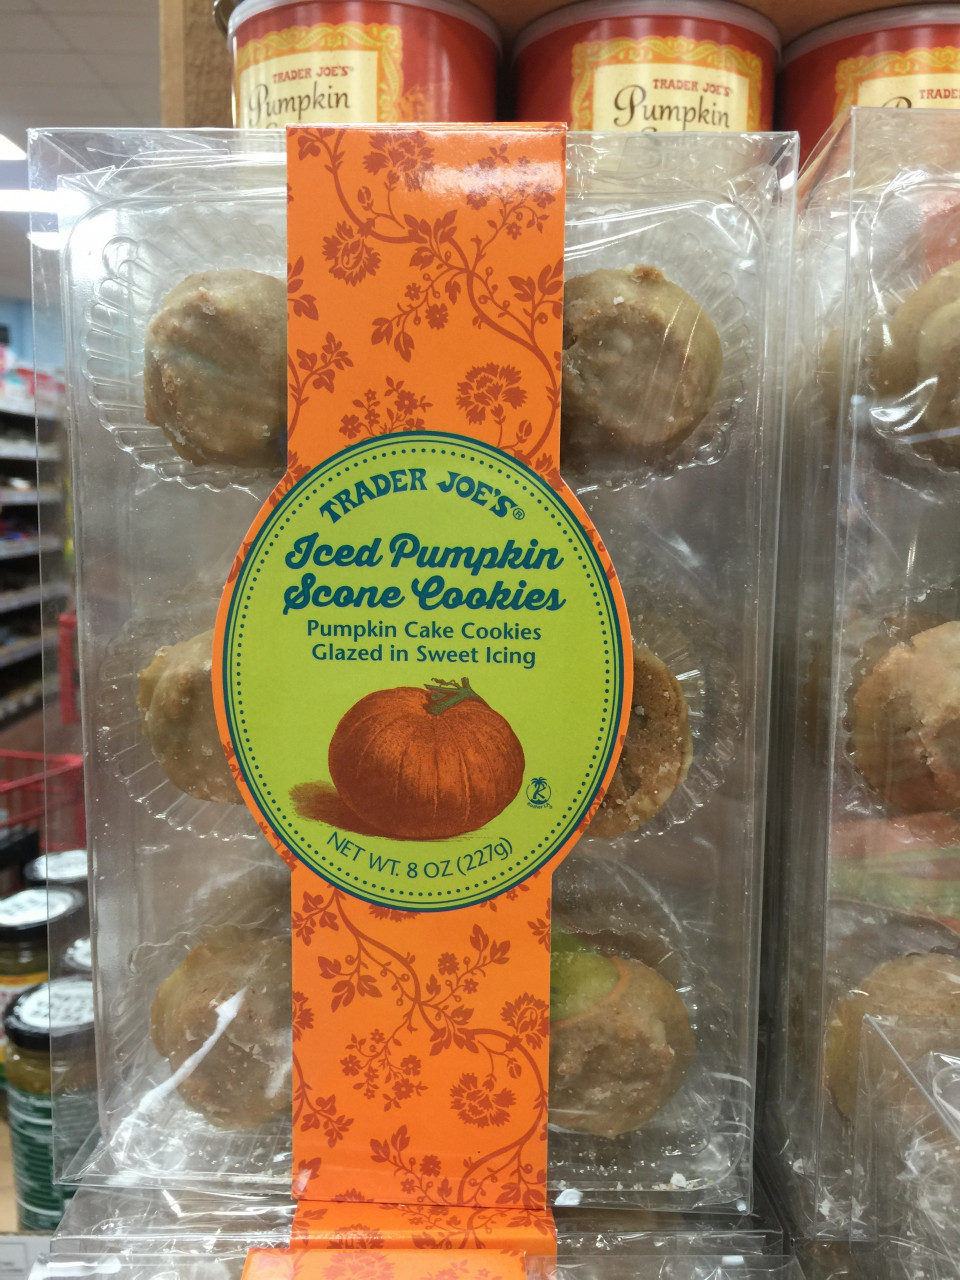 TRADER JOE'S
Pumpkin
TRADER JOE'S
Pumpkin
TRADE
TRADER JOE'S®
Iced Pumpkin
Scone Cookies
Pumpkin Cake Cookies
Glazed in Sweet Icing
NET WT. 8 OZ (227g)